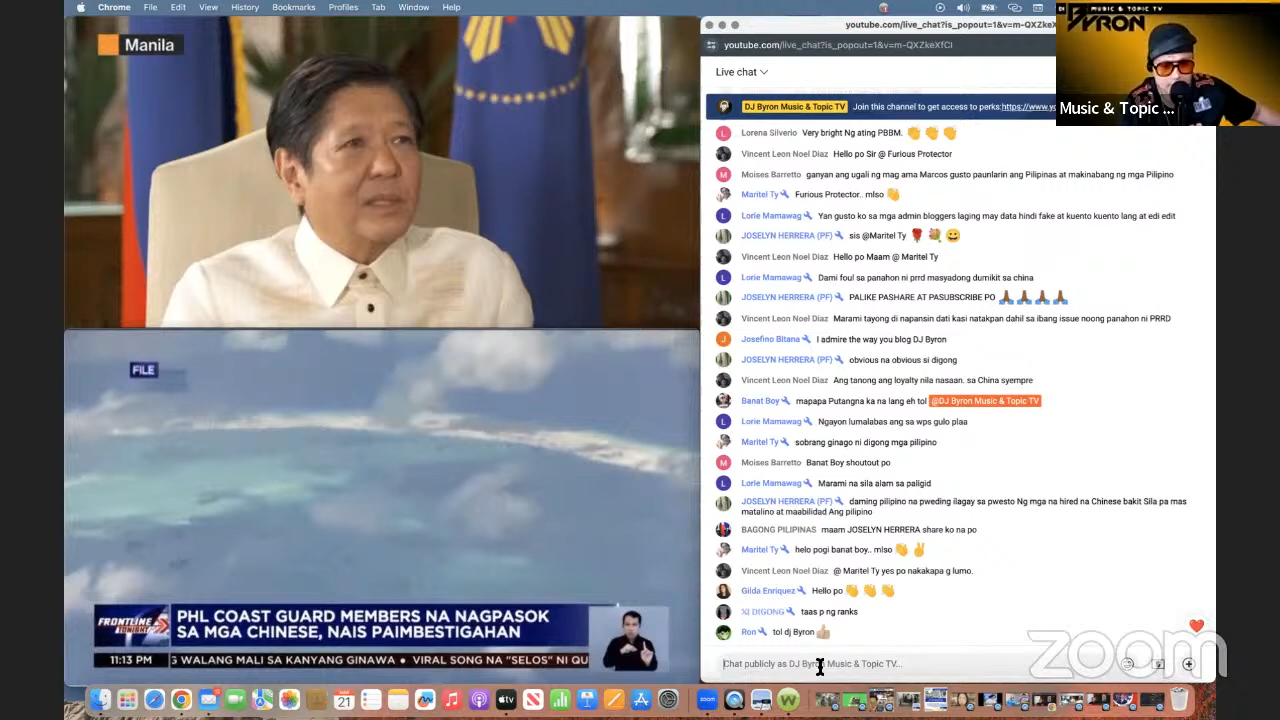 Chrome File Edit View History Bookmarks Profiles Tab Window Help
Manila
youtube.com/live_chat?is_popout=1&v=m-QXZkeX
youtube.com/live_chat?is_popout=1&v=m-QXZkeXfCI
MUSIC & TOPIC TV
BYRON
Music & Topic ...
Live chat
DJ Byron Music & Topic TV Join this channel to get access to perks:https://www.yo
L Lorena Silverio Very bright Ng ating PBBM. 👏👏👏
Vincent Leon Noel Diaz Hello po Sir @ Furious Protector
M Moises Barretto ganyan ang ugali ng mag ama Marcos gusto paunlarin ang Pilipinas at makinabang ng mga Pilipino
Maritel Ty Furious Protector.. mlso 👋
L Lorie Mamawag Yan gusto ko sa mga admin bloggers laging may data hindi fake at kuento kuento lang at edi edit
JOSELYN HERRERA (PF) sis @Maritel Ty 🌹💐😀
Vincent Leon Noel Diaz Hello po Maam @ Maritel Ty
L Lorie Mamawag Dami foul sa panahon ni prrd masyadong dumikit sa china
JOSELYN HERRERA (PF) PALIKE PASHARE AT PASUBSCRIBE PO 🙏🙏🙏🙏
Vincent Leon Noel Diaz Marami tayong di napansin dati kasi natakpan dahil sa ibang issue noong panahon ni PRRD
J Josefino Bitana I admire the way you blog DJ Byron
JOSELYN HERRERA (PF) obvious na obvious si digong
Vincent Leon Noel Diaz Ang tanong ang loyalty nila nasaan. sa China syempre
Banat Boy mapapa Putangna ka na lang eh tol @DJ Byron Music & Topic TV
L Lorie Mamawag Ngayon lumalabas ang sa wps gulo plaa
Maritel Ty sobrang ginago ni digong mga pilipino
M Moises Barretto Banat Boy shoutout po
L Lorie Mamawag Marami na sila alam sa paligid
JOSELYN HERRERA (PF) daming pilipino na pweding ilagay sa pwesto Ng mga na hired na Chinese bakit Sila pa mas
matalino at maabilidad Ang pilipino
BAGONG PILIPINAS maam JOSELYN HERRERA share ko na po
Maritel Ty helo pogi banat boy.. mlso 👋✌
Vincent Leon Noel Diaz @ Maritel Ty yes po nakakapa g lumo.
Gilda Enriquez Hello po 👏👏👏
XI DIGONG taas p ng ranks
Ron tol dj Byron 👍
Chat publicly as DJ Byron Music & Topic TV...
zoom
FILE
FRONTLINE
TONIGHT
PHL COAST GUARD MEMBERS NA NAGPASOK
SA MGA CHINESE, NAIS PAIMBESTIGAHAN
11:13 PM
G WALANG MALI SA KANYANG GINAWA ● VIRAL SONG NA "SELOS" NI QU
21
tv
zoom
W